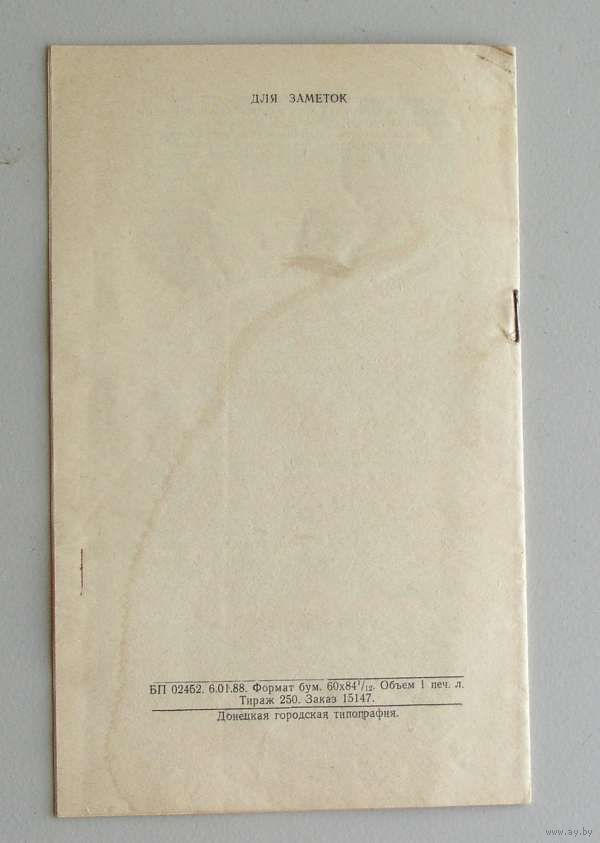 ДЛЯ ЗАМЕТОК
БП 02452. 6.01.88. Формат бум. 60х84¹/₁₂. Объем 1 печ. л.
Тираж 250. Заказ 15147.
Донецкая городская типография.
www.ay.by